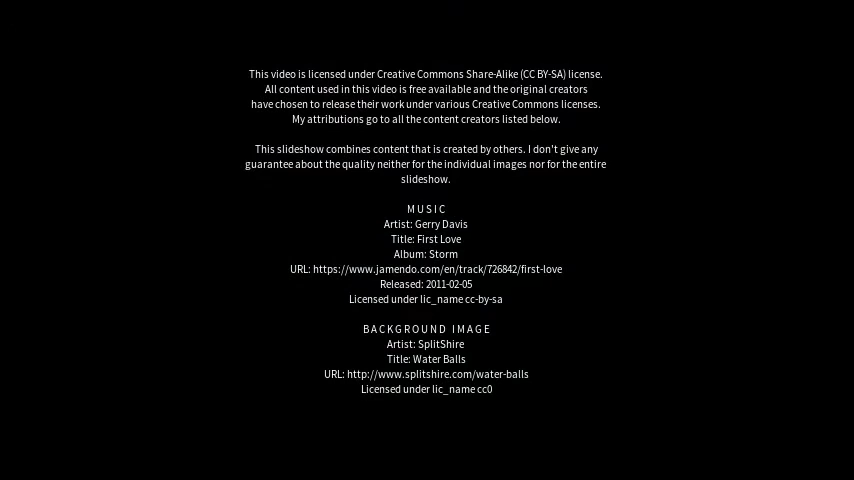 This video is licensed under Creative Commons Share-Alike (CC BY-SA) license.
All content used in this video is free available and the original creators
have chosen to release their work under various Creative Commons licenses.
My attributions go to all the content creators listed below.
This slideshow combines content that is created by others. I don't give any
guarantee about the quality neither for the individual images nor for the entire
slideshow.
MUSIC
Artist: Gerry Davis
Title: First Love
Album: Storm
URL: https://www.jamendo.com/en/track/726842/first-love
Released: 2011-02-05
Licensed under lic_name cc-by-sa
BACKGROUND IMAGE
Artist: SplitShire
Title: Water Balls
URL: http://www.splitshire.com/water-balls
Licensed under lic_name cc0